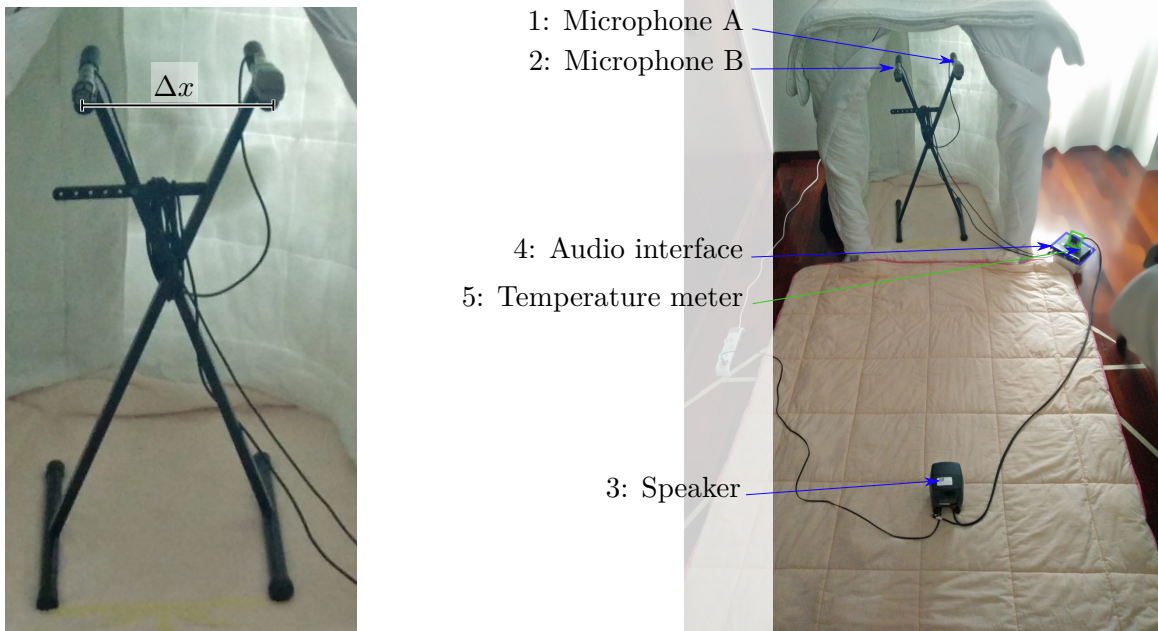 Δx
1: Microphone A
2: Microphone B
4: Audio interface
5: Temperature meter
3: Speaker